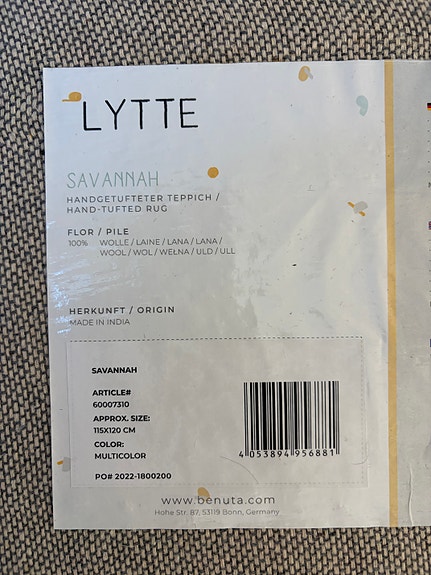 LYTTE
SAVANNAH
HANDGETUFTETER TEPPICH /
HAND-TUFTED RUG
FLOR / PILE
100% WOLLE / LAINE / LANA / LANA /
WOOL / WOL / WEŁNA / ULD / ULL
HERKUNFT / ORIGIN
MADE IN INDIA
SAVANNAH
ARTICLE#
60007310
APPROX. SIZE:
115X120 CM
COLOR:
MULTICOLOR
4 053894 956881
PO# 2022-1800200
www.benuta.com
Hohe Str. 87, 53119 Bonn, Germany